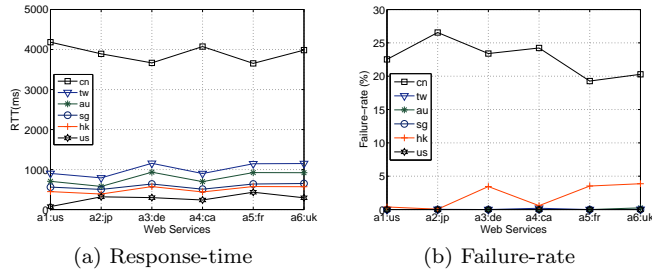 5000
4000
3000
2000
1000
0
RTT(ms)
cn
tw
au
sg
hk
us
a1:us a2:jp a3:de a4:ca a5:fr a6:uk
Web Services
(a) Response-time
30
25
20
15
10
5
0
Failure-rate (%)
cn
tw
au
sg
hk
us
a1:us a2:jp a3:de a4:ca a5:fr a6:uk
Web Services
(b) Failure-rate